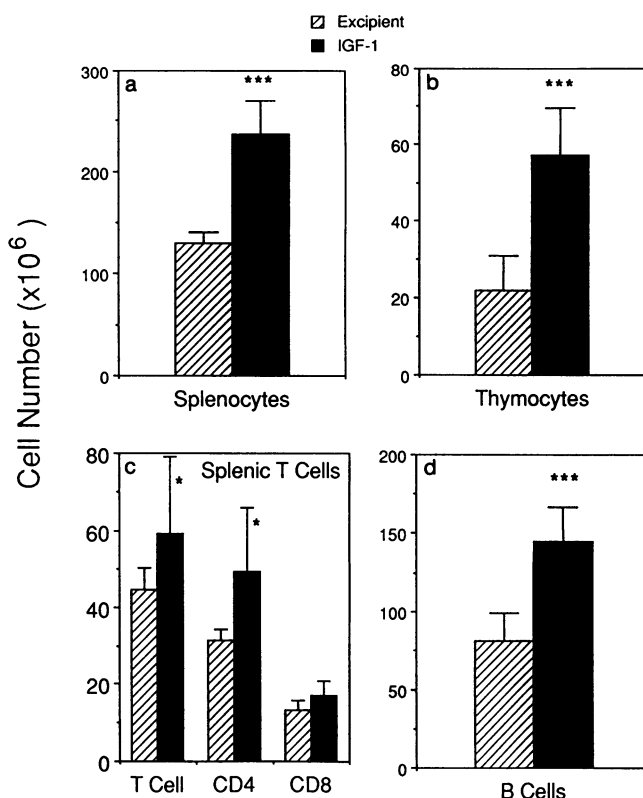 Excipient
IGF-1
Cell Number (x10⁶)
a
***
300
200
100
0
Splenocytes
b
***
80
60
40
20
0
Thymocytes
c
Splenic T Cells
*
*
80
60
40
20
0
T Cell CD4 CD8
d
***
200
150
100
50
0
B Cells